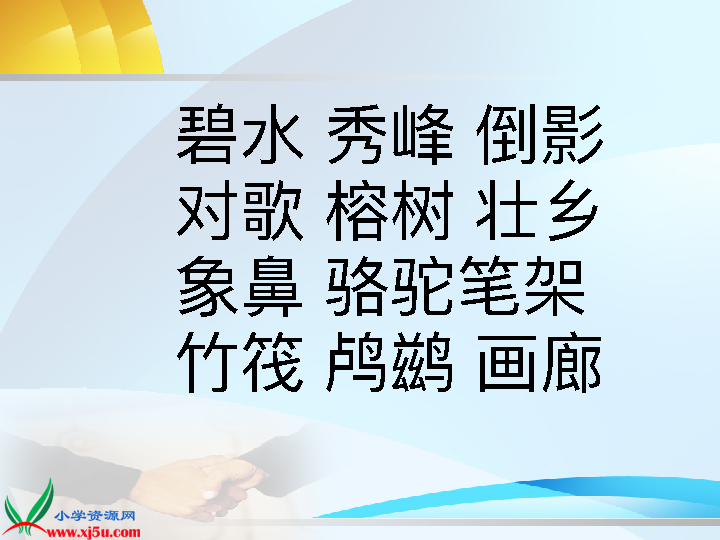 碧水 秀峰 倒影
对歌 榕树 壮乡
象鼻 骆驼笔架
竹筏 鸬鹚 画廊
小学资源网
www.xj5u.com